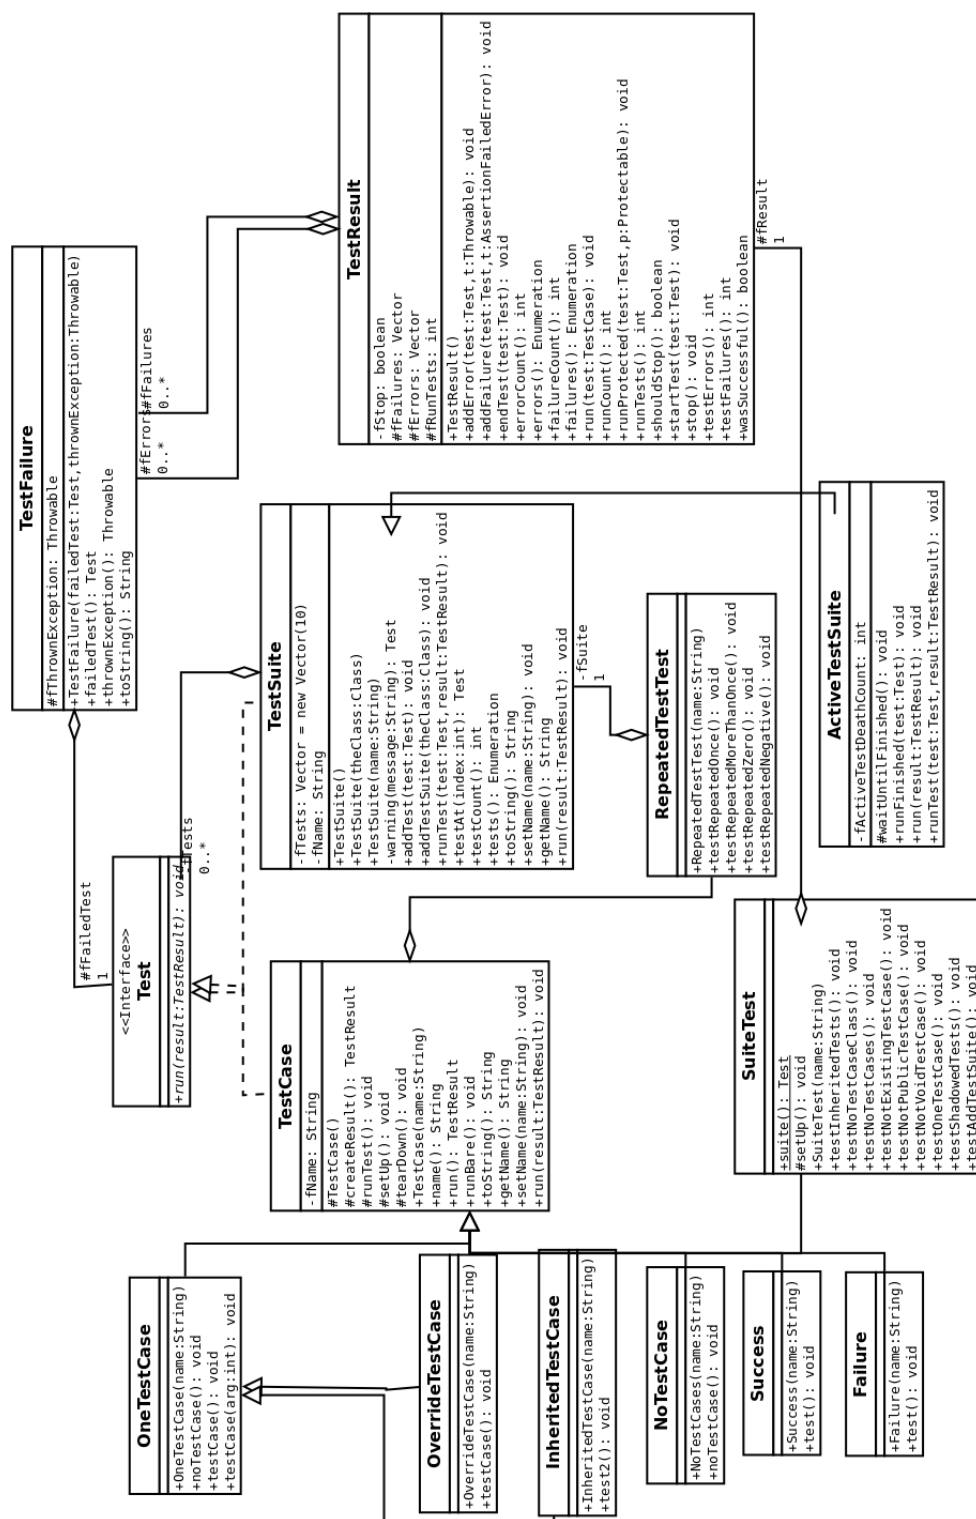 TestFailure
#fThrownException: Throwable
+TestFailure(failedTest:Test,thrownException:Throwable)
+failedTest(): Test
+thrownException(): Throwable
+toString(): String
#fFailedTest
1
#fErrors
0..*
#fFailures
0..*
TestResult
-fStop: boolean
#fFailures: Vector
#fErrors: Vector
#fRunTests: int
+TestResult()
+addError(test:Test,t:Throwable): void
+addFailure(test:Test,t:AssertionFailedError): void
+endTest(test:Test): void
+errorCount(): int
+errors(): Enumeration
+failureCount(): int
+failures(): Enumeration
+run(test:TestCase): void
+runCount(): int
+runProtected(test:Test,p:Protectable): void
+runTests(): int
+shouldStop(): boolean
+startTest(test:Test): void
+stop(): void
+testErrors(): int
+testFailures(): int
+wasSuccessful(): boolean
#fResult
1
<<Interface>>
Test
+run(result:TestResult): void
-fTests
0..*
TestSuite
-fTests: Vector = new Vector(10)
-fName: String
+TestSuite()
+TestSuite(theClass:Class)
+TestSuite(name:String)
-warning(message:String): Test
+addTest(test:Test): void
+addTestSuite(theClass:Class): void
+runTest(test:Test,result:TestResult): void
+testAt(index:int): Test
+testCount(): int
+tests(): Enumeration
+toString(): String
+setName(name:String): void
+getName(): String
+run(result:TestResult): void
-fSuite
1
RepeatedTestTest
+RepeatedTestTest(name:String)
+testRepeatedOnce(): void
+testRepeatedMoreThanOnce(): void
+testRepeatedZero(): void
+testRepeatedNegative(): void
ActiveTestSuite
-fActiveTestDeathCount: int
#waitUntilFinished(): void
+runFinished(test:Test): void
+run(result:TestResult): void
+runTest(test:Test,result:TestResult): void
TestCase
-fName: String
#TestCase()
#createResult(): TestResult
#runTest(): void
#setUp(): void
#tearDown(): void
+TestCase(name:String)
+name(): String
+run(): TestResult
+runBare(): void
+toString(): String
+getName(): String
+setName(name:String): void
+run(result:TestResult): void
SuiteTest
+suite(): Test
#setUp(): void
+SuiteTest(name:String)
+testInheritedTests(): void
+testNoTestCaseClass(): void
+testNoTestCases(): void
+testNotExistingTestCase(): void
+testNotPublicTestCase(): void
+testNotVoidTestCase(): void
+testOneTestCase(): void
+testShadowedTests(): void
+testAddTestSuite(): void
OneTestCase
+OneTestCase(name:String)
+noTestCase(): void
+testCase(): void
+testCase(arg:int): void
OverrideTestCase
+OverrideTestCase(name:String)
+testCase(): void
InheritedTestCase
+InheritedTestCase(name:String)
+test2(): void
NoTestCase
+NoTestCases(name:String)
+noTestCase(): void
Success
+Success(name:String)
+test(): void
Failure
+Failure(name:String)
+test(): void